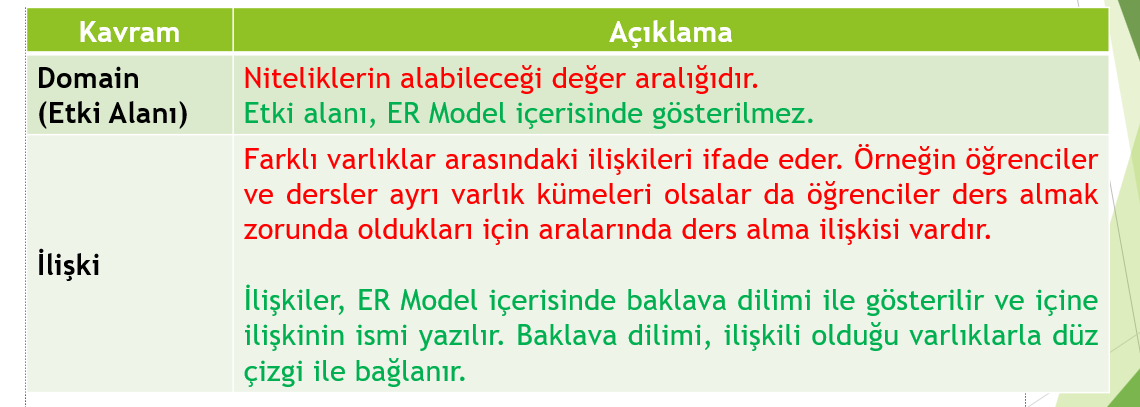 Kavram
Açıklama
Domain
(Etki Alanı)
Niteliklerin alabileceği değer aralığıdır.
Etki alanı, ER Model içerisinde gösterilmez.
İlişki
Farklı varlıklar arasındaki ilişkileri ifade eder. Örneğin öğrenciler
ve dersler ayrı varlık kümeleri olsalar da öğrenciler ders almak
zorunda oldukları için aralarında ders alma ilişkisi vardır.
İlişkiler, ER Model içerisinde baklava dilimi ile gösterilir ve içine
ilişkinin ismi yazılır. Baklava dilimi, ilişkili olduğu varlıklarla düz
çizgi ile bağlanır.